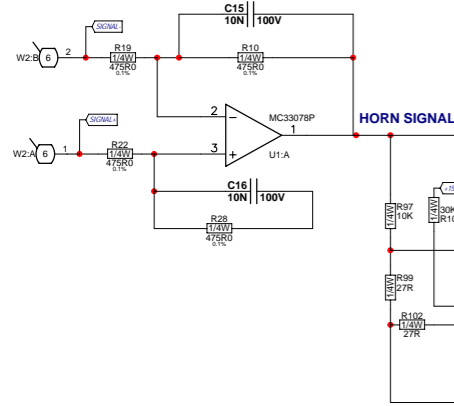 C15
10N 100V
SIGNAL-
R19
1/4W
475R0
0.1%
R10
1/4W
475R0
0.1%
W2:B 6 2
SIGNAL+
2
MC33078P
1
HORN SIGNAL
3
U1:A
W2:A 6 1
R22
1/4W
475R0
0.1%
C16
10N 100V
R28
1/4W
475R0
0.1%
1/4W
R97
10K
1/4W
30K
1/4W
R99
27R
R102
1/4W
27R